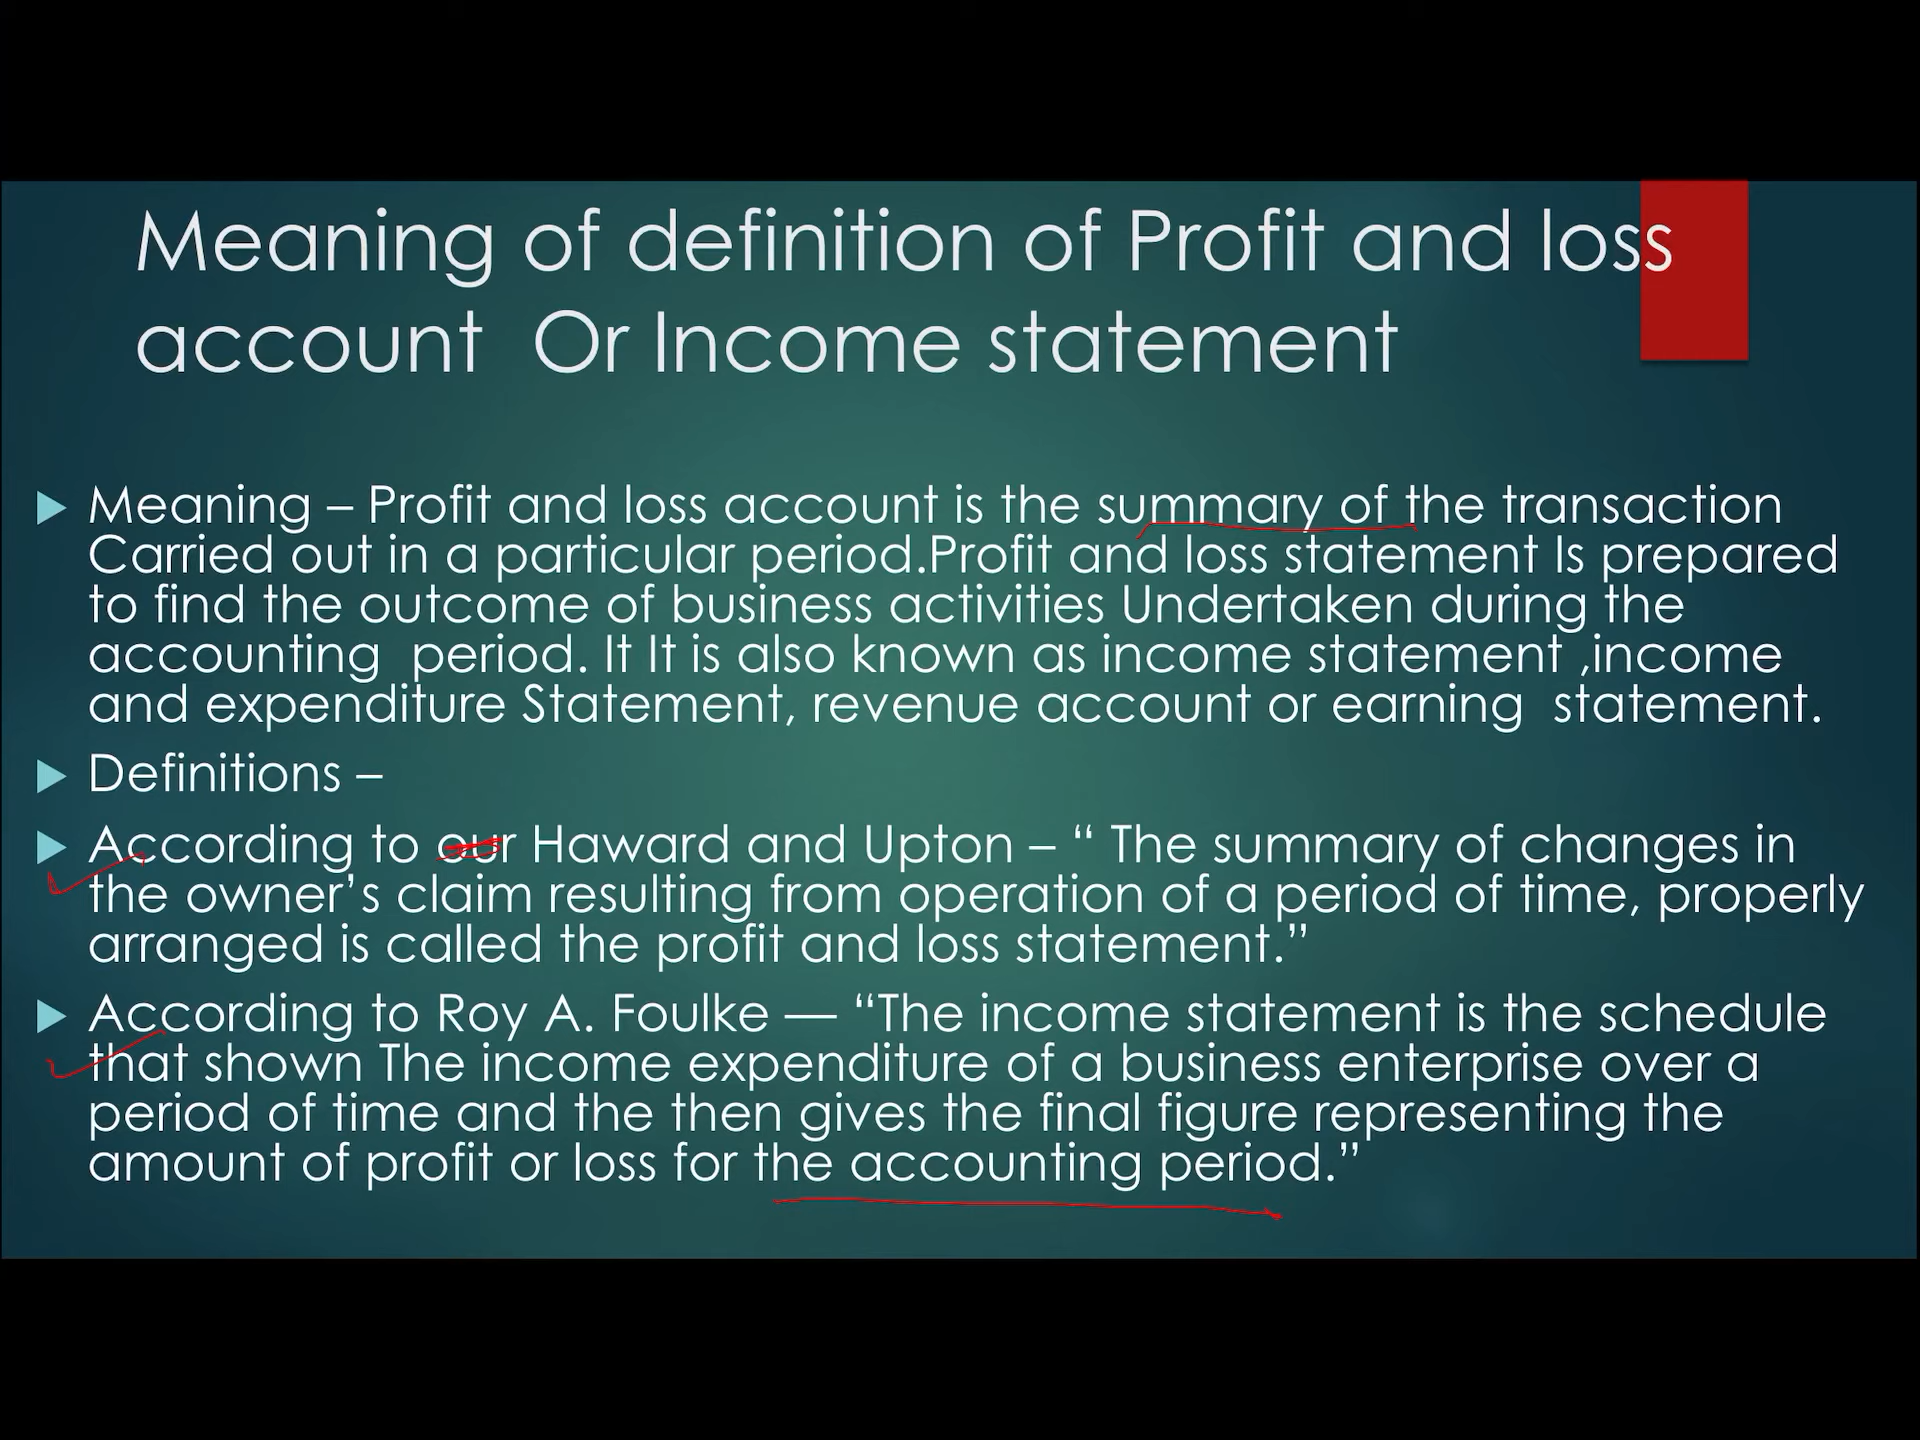 Meaning of definition of Profit and loss
account Or Income statement
Meaning – Profit and loss account is the summary of the transaction
Carried out in a particular period.Profit and loss statement Is prepared
to find the outcome of business activities Undertaken during the
accounting period. It It is also known as income statement ,income
and expenditure Statement, revenue account or earning statement.
Definitions –
According to our Haward and Upton – “ The summary of changes in
the owner’s claim resulting from operation of a period of time, properly
arranged is called the profit and loss statement.”
According to Roy A. Foulke — “The income statement is the schedule
that shown The income expenditure of a business enterprise over a
period of time and the then gives the final figure representing the
amount of profit or loss for the accounting period.”